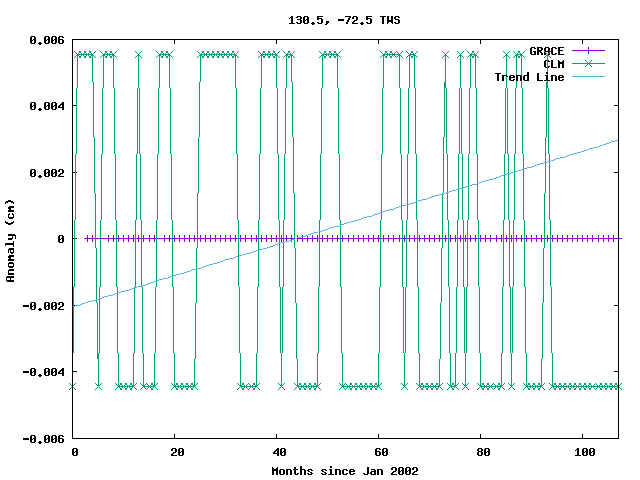 130.5, -72.5 TWS
GRACE
CLM
Trend Line
0.006
0.004
0.002
0
-0.002
-0.004
-0.006
Anomaly (cm)
0 20 40 60 80 100
Months since Jan 2002